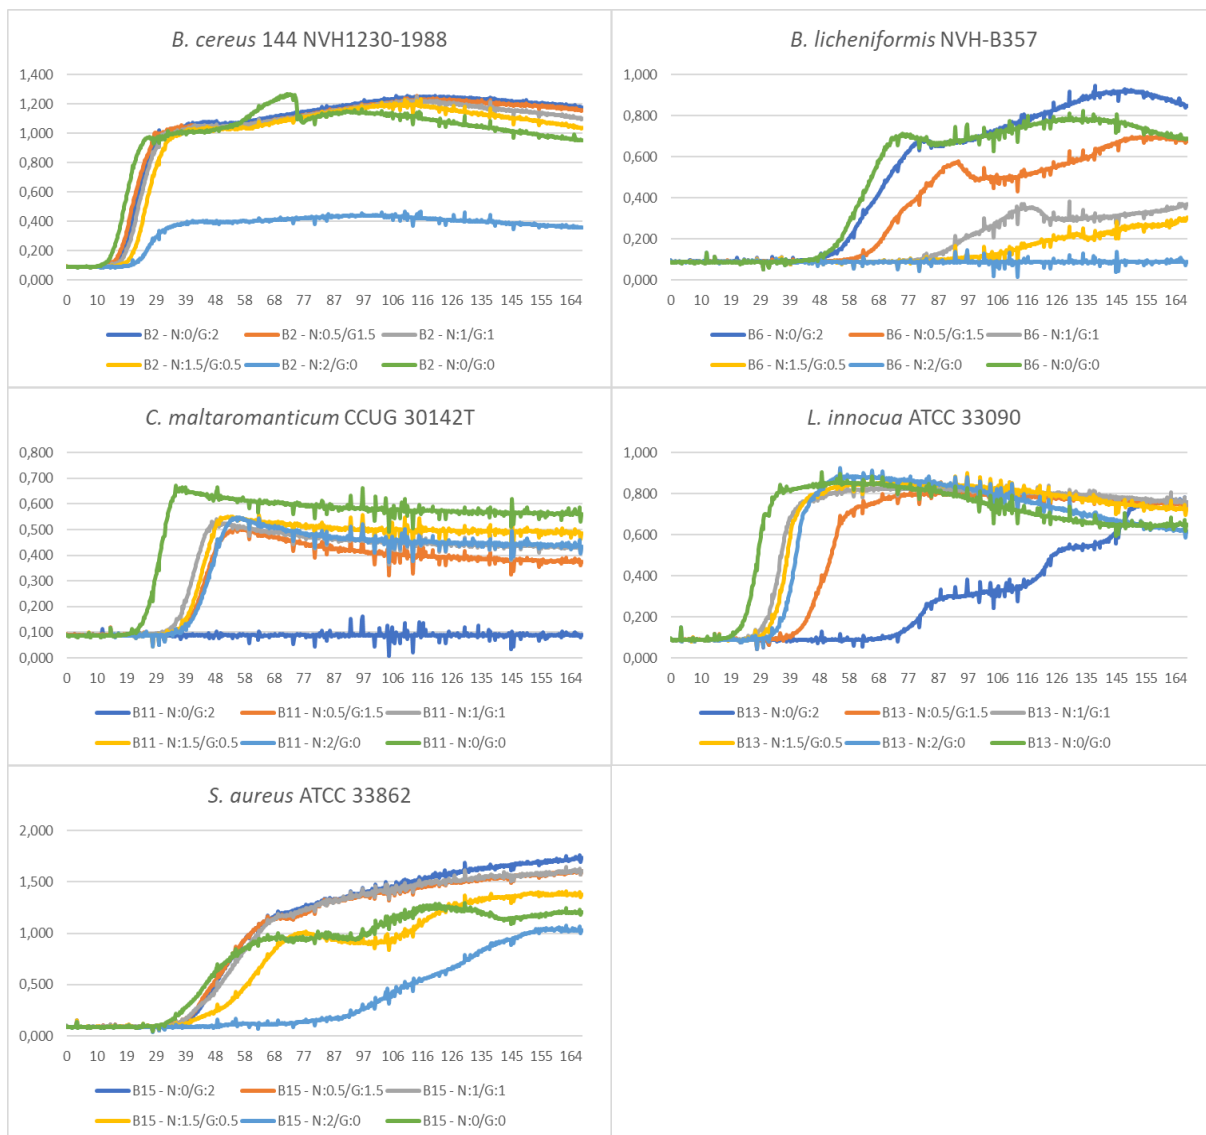 B. cereus 144 NVH1230-1988
1,400
1,200
1,000
0,800
0,600
0,400
0,200
0,000
0 10 19 29 39 48 58 68 77 87 97 106 116 126 135 145 155 164
B2 - N:0/G:2 B2 - N:0.5/G:1.5 B2 - N:1/G:1
B2 - N:1.5/G:0.5 B2 - N:2/G:0 B2 - N:0/G:0
B. licheniformis NVH-B357
1,000
0,800
0,600
0,400
0,200
0,000
0 10 19 29 39 48 58 68 77 87 97 106 116 126 135 145 155 164
B6 - N:0/G:2 B6 - N:0.5/G:1.5 B6 - N:1/G:1
B6 - N:1.5/G:0.5 B6 - N:2/G:0 B6 - N:0/G:0
C. maltaromanticum CCUG 30142T
0,800
0,700
0,600
0,500
0,400
0,300
0,200
0,100
0,000
0 10 19 29 39 48 58 68 77 87 97 106 116 126 135 145 155 164
B11 - N:0/G:2 B11 - N:0.5/G:1.5 B11 - N:1/G:1
B11 - N:1.5/G:0.5 B11 - N:2/G:0 B11 - N:0/G:0
L. innocua ATCC 33090
1,000
0,800
0,600
0,400
0,200
0,000
0 10 19 29 39 48 58 68 77 87 97 106 116 126 135 145 155 164
B13 - N:0/G:2 B13 - N:0.5/G:1.5 B13 - N:1/G:1
B13 - N:1.5/G:0.5 B13 - N:2/G:0 B13 - N:0/G:0
S. aureus ATCC 33862
2,000
1,500
1,000
0,500
0,000
0 10 19 29 39 48 58 68 77 87 97 106 116 126 135 145 155 164
B15 - N:0/G:2 B15 - N:0.5/G:1.5 B15 - N:1/G:1
B15 - N:1.5/G:0.5 B15 - N:2/G:0 B15 - N:0/G:0